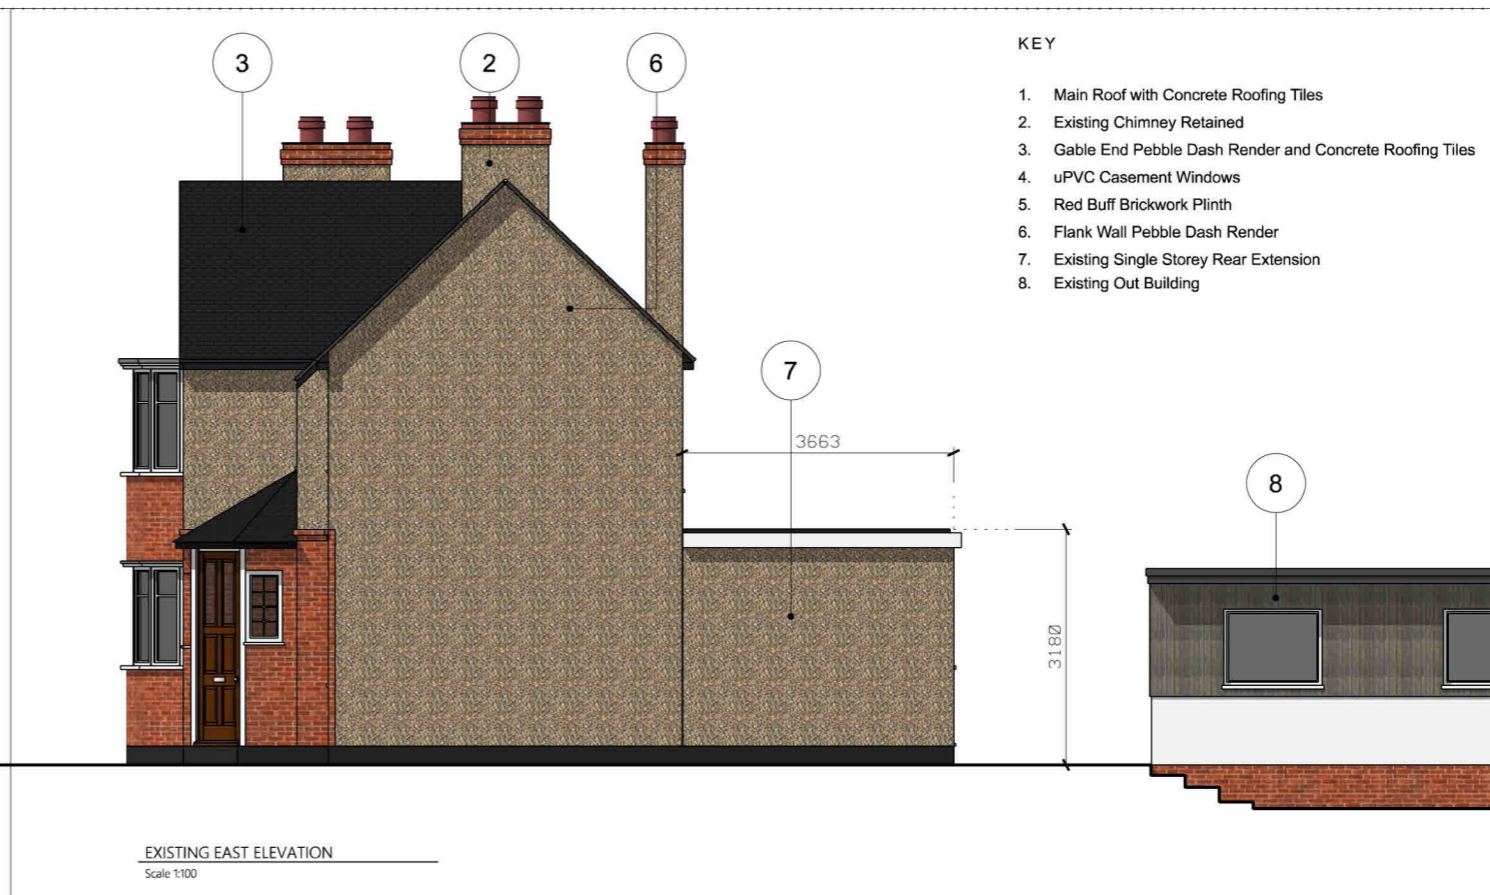 3
2
6
KEY
1. Main Roof with Concrete Roofing Tiles
2. Existing Chimney Retained
3. Gable End Pebble Dash Render and Concrete Roofing Tiles
4. uPVC Casement Windows
5. Red Buff Brickwork Plinth
6. Flank Wall Pebble Dash Render
7. Existing Single Storey Rear Extension
8. Existing Out Building
7
3663
8
3180
EXISTING EAST ELEVATION
Scale 1:100